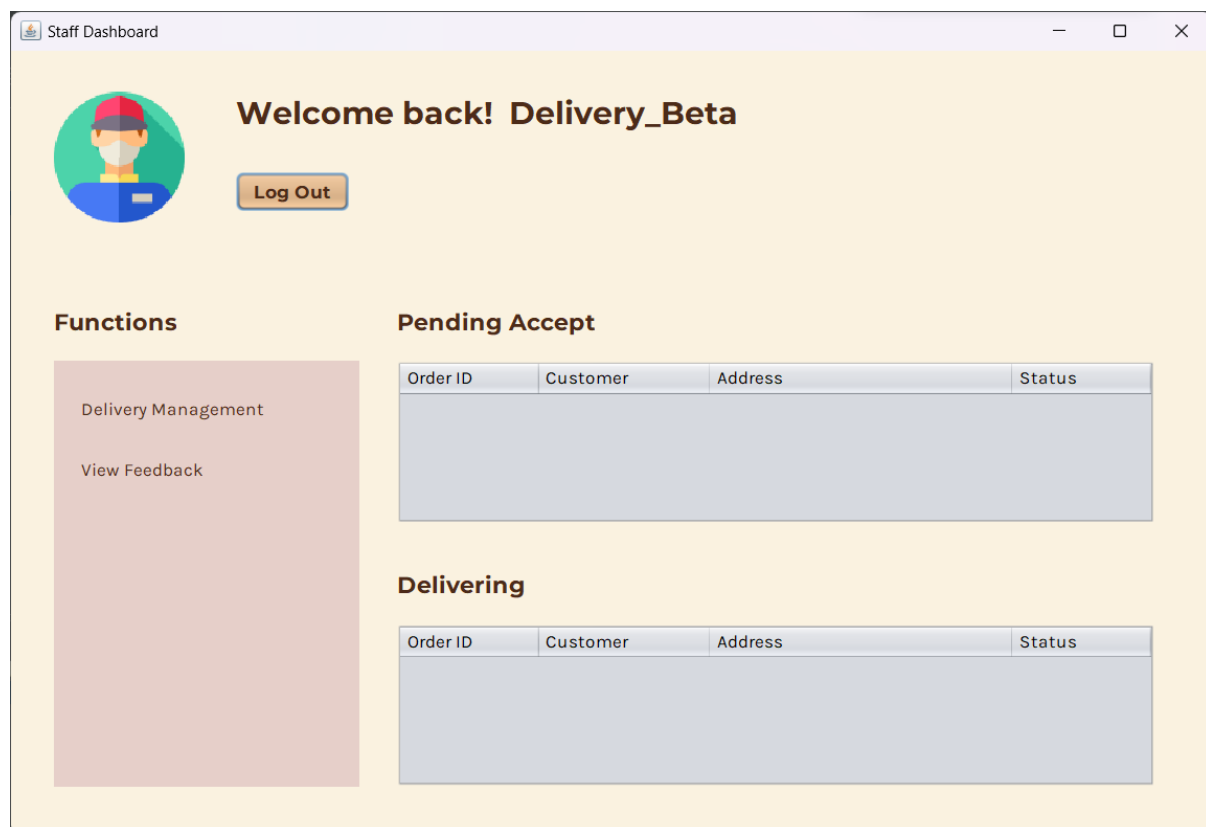 Staff Dashboard
Welcome back! Delivery_Beta
Log Out
Functions
Delivery Management
View Feedback
Pending Accept
Order ID Customer Address Status
Delivering
Order ID Customer Address Status